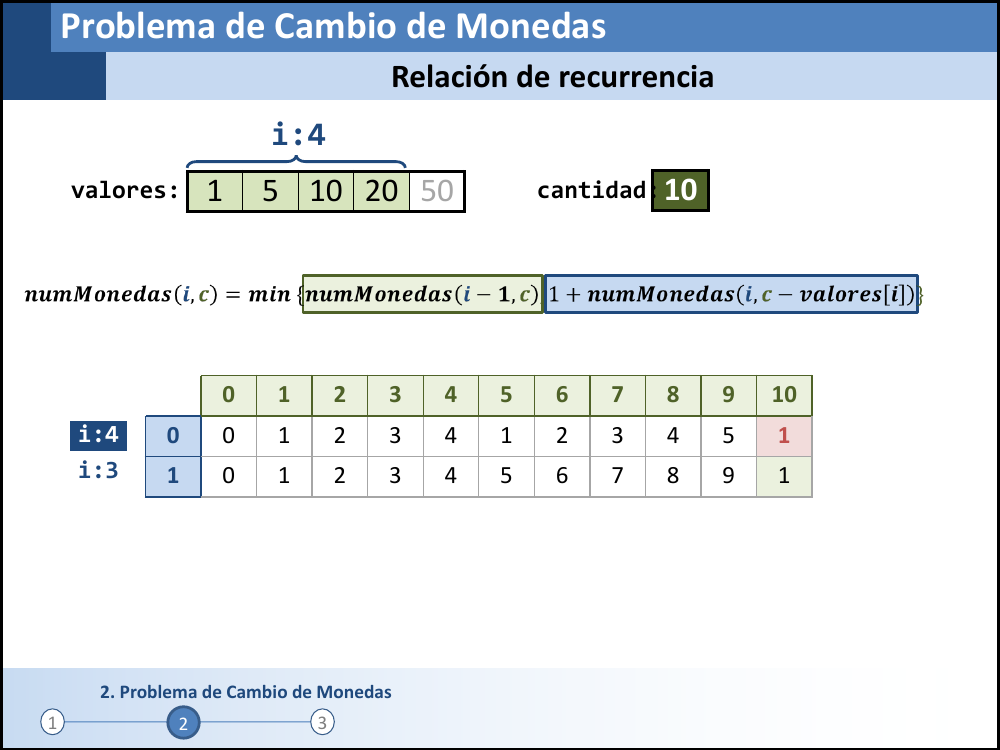 Problema de Cambio de Monedas
Relación de recurrencia
i:4
valores: 1 5 10 20 50 cantidad: 10
numMonedas(i,c) = min {numMonedas(i − 1,c), 1 + numMonedas(i,c − valores[i])}
0 1 2 3 4 5 6 7 8 9 10
i:4 0 0 1 2 3 4 1 2 3 4 5 1
i:3 1 0 1 2 3 4 5 6 7 8 9 1
2. Problema de Cambio de Monedas
1 2 3